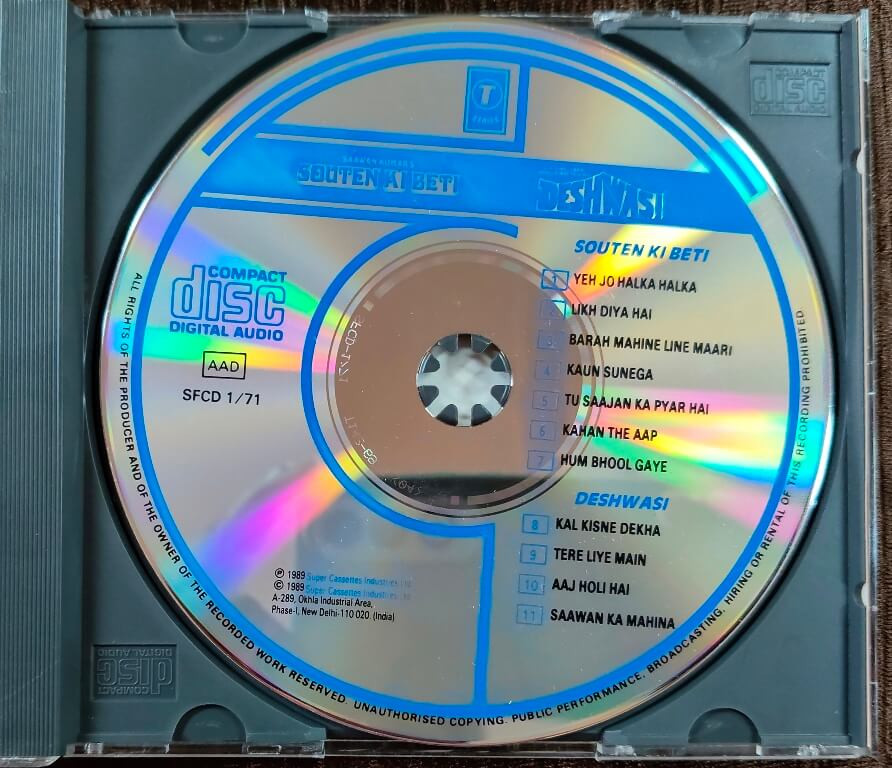 COMPACT
disc
DIGITAL AUDIO
T
SAAWAN KUMAR'S
SOUTEN KI BETI
DESHWASI
COMPACT
disc
DIGITAL AUDIO
AAD
SFCD 1/71
SOUTEN KI BETI
1 YEH JO HALKA HALKA
2 LIKH DIYA HAI
3 BARAH MAHINE LINE MAARI
4 KAUN SUNEGA
5 TU SAAJAN KA PYAR HAI
6 KAHAN THE AAP
7 HUM BHOOL GAYE
DESHWASI
8 KAL KISNE DEKHA
9 TERE LIYE MAIN
10 AAJ HOLI HAI
11 SAAWAN KA MAHINA
℗ 1989 Super Cassettes Industries Ltd
© 1989 Super Cassettes Industries Ltd
A-289, Okhla Industrial Area,
Phase-I, New Delhi-110 020 (India)
ALL RIGHTS OF THE PRODUCER AND OF THE OWNER OF THE RECORDED WORK RESERVED. UNAUTHORISED COPYING. PUBLIC PERFORMANCE. BROADCASTING, HIRING OR RENTAL OF THIS RECORDING PROHIBITED.
COMPACT
disc
DIGITAL AUDIO